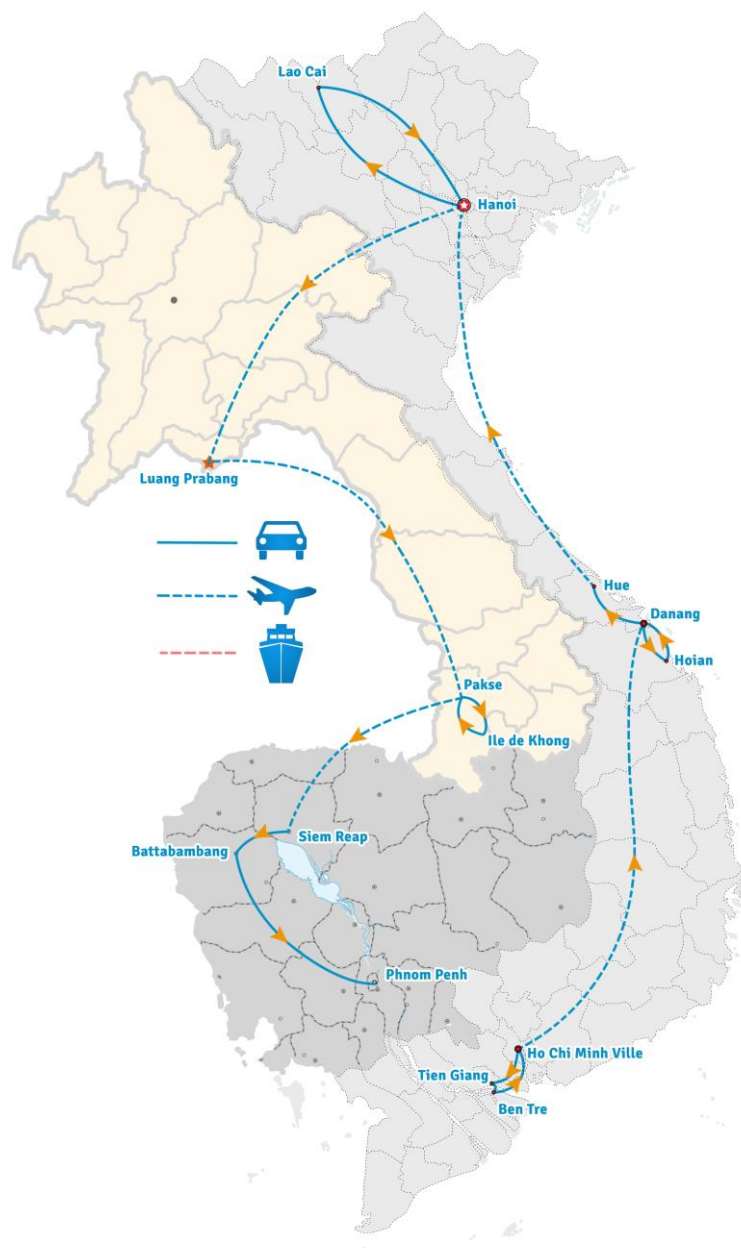 Lao Cai
Hanoi
Luang Prabang
Hue
Danang
Hoian
Pakse
Ile de Khong
Siem Reap
Battabambang
Phnom Penh
Ho Chi Minh Ville
Tien Giang
Ben Tre